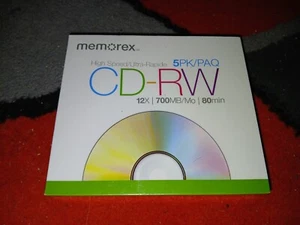 memorex
High Speed/Ultra-Rapide 5PK/PAQ
CD-RW
12X | 700MB/Mo | 80min